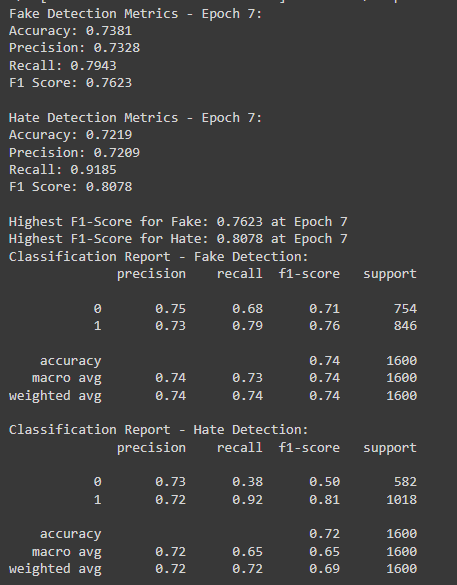 Fake Detection Metrics - Epoch 7:
Accuracy: 0.7381
Precision: 0.7328
Recall: 0.7943
F1 Score: 0.7623
Hate Detection Metrics - Epoch 7:
Accuracy: 0.7219
Precision: 0.7209
Recall: 0.9185
F1 Score: 0.8078
Highest F1-Score for Fake: 0.7623 at Epoch 7
Highest F1-Score for Hate: 0.8078 at Epoch 7
Classification Report - Fake Detection:
precision recall f1-score support
0 0.75 0.68 0.71 754
1 0.73 0.79 0.76 846
accuracy 0.74 1600
macro avg 0.74 0.73 0.74 1600
weighted avg 0.74 0.74 0.74 1600
Classification Report - Hate Detection:
precision recall f1-score support
0 0.73 0.38 0.50 582
1 0.72 0.92 0.81 1018
accuracy 0.72 1600
macro avg 0.72 0.65 0.65 1600
weighted avg 0.72 0.72 0.69 1600